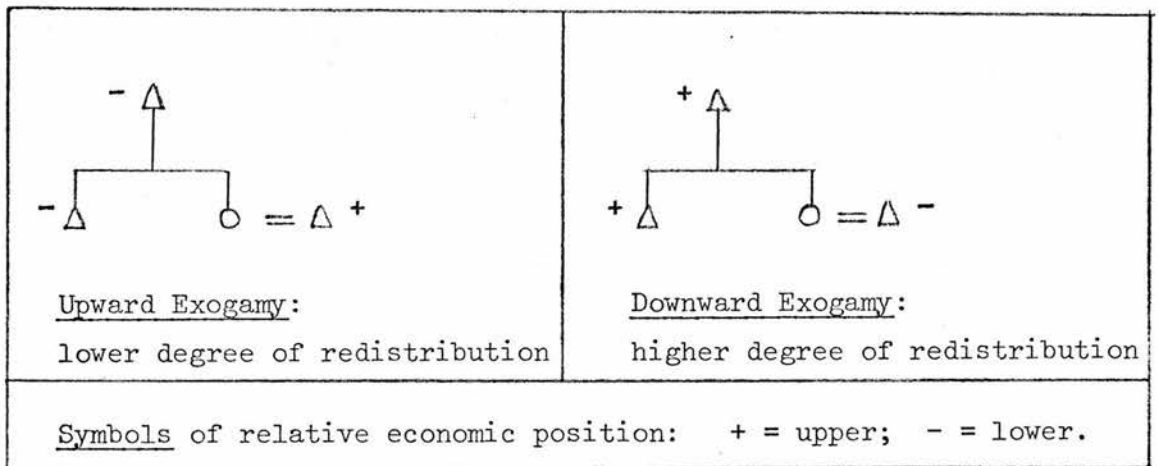 - Δ
- Δ O = Δ +
Upward Exogamy:
lower degree of redistribution
+ Δ
+ Δ O = Δ -
Downward Exogamy:
higher degree of redistribution
Symbols of relative economic position: + = upper; - = lower.